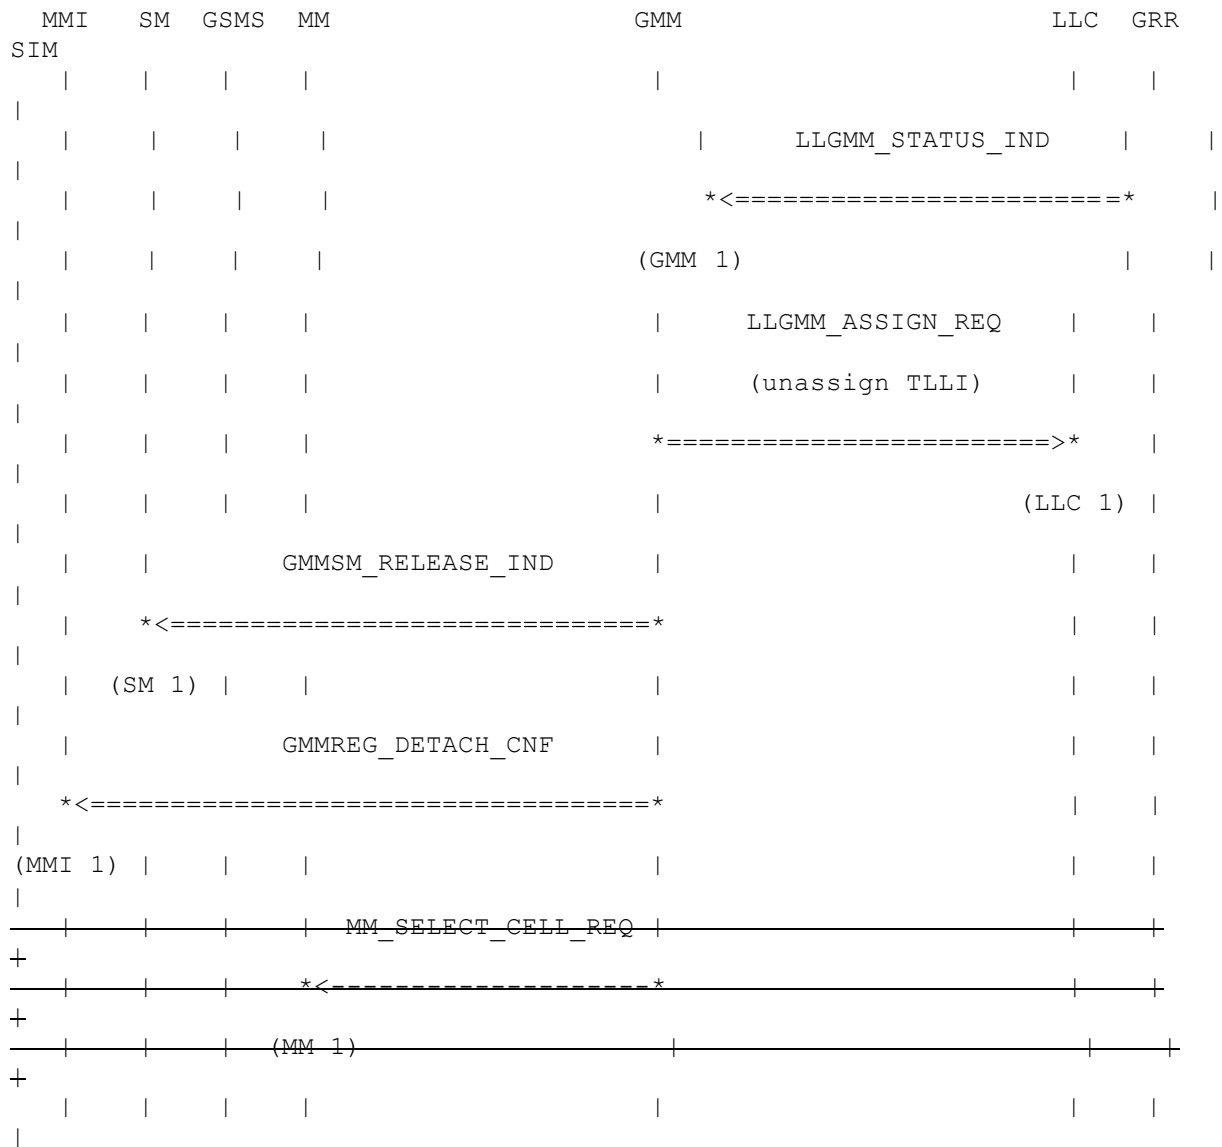 MMI SM GSMS MM GMM LLC GRR
SIM
| | | | | | |
|
| | | | | LLGMM_STATUS_IND | |
|
| | | | *<========================* |
|
| | | | (GMM 1) | |
|
| | | | | LLGMM_ASSIGN_REQ | |
|
| | | | | (unassign TLLI) | |
|
| | | | *========================>* |
|
| | | | | (LLC 1) |
|
| | GMMSM_RELEASE_IND | | |
|
| *<==============================* | |
|
| (SM 1) | | | | |
|
| GMMREG_DETACH_CNF | | |
|
*<===================================* | |
|
(MMI 1) | | | | | |
|
| | | | MM_SELECT_CELL_REQ | | |
|
| | | *<--------------------* | |
|
| | | (MM 1) | | |
|
| | | | | | |
|